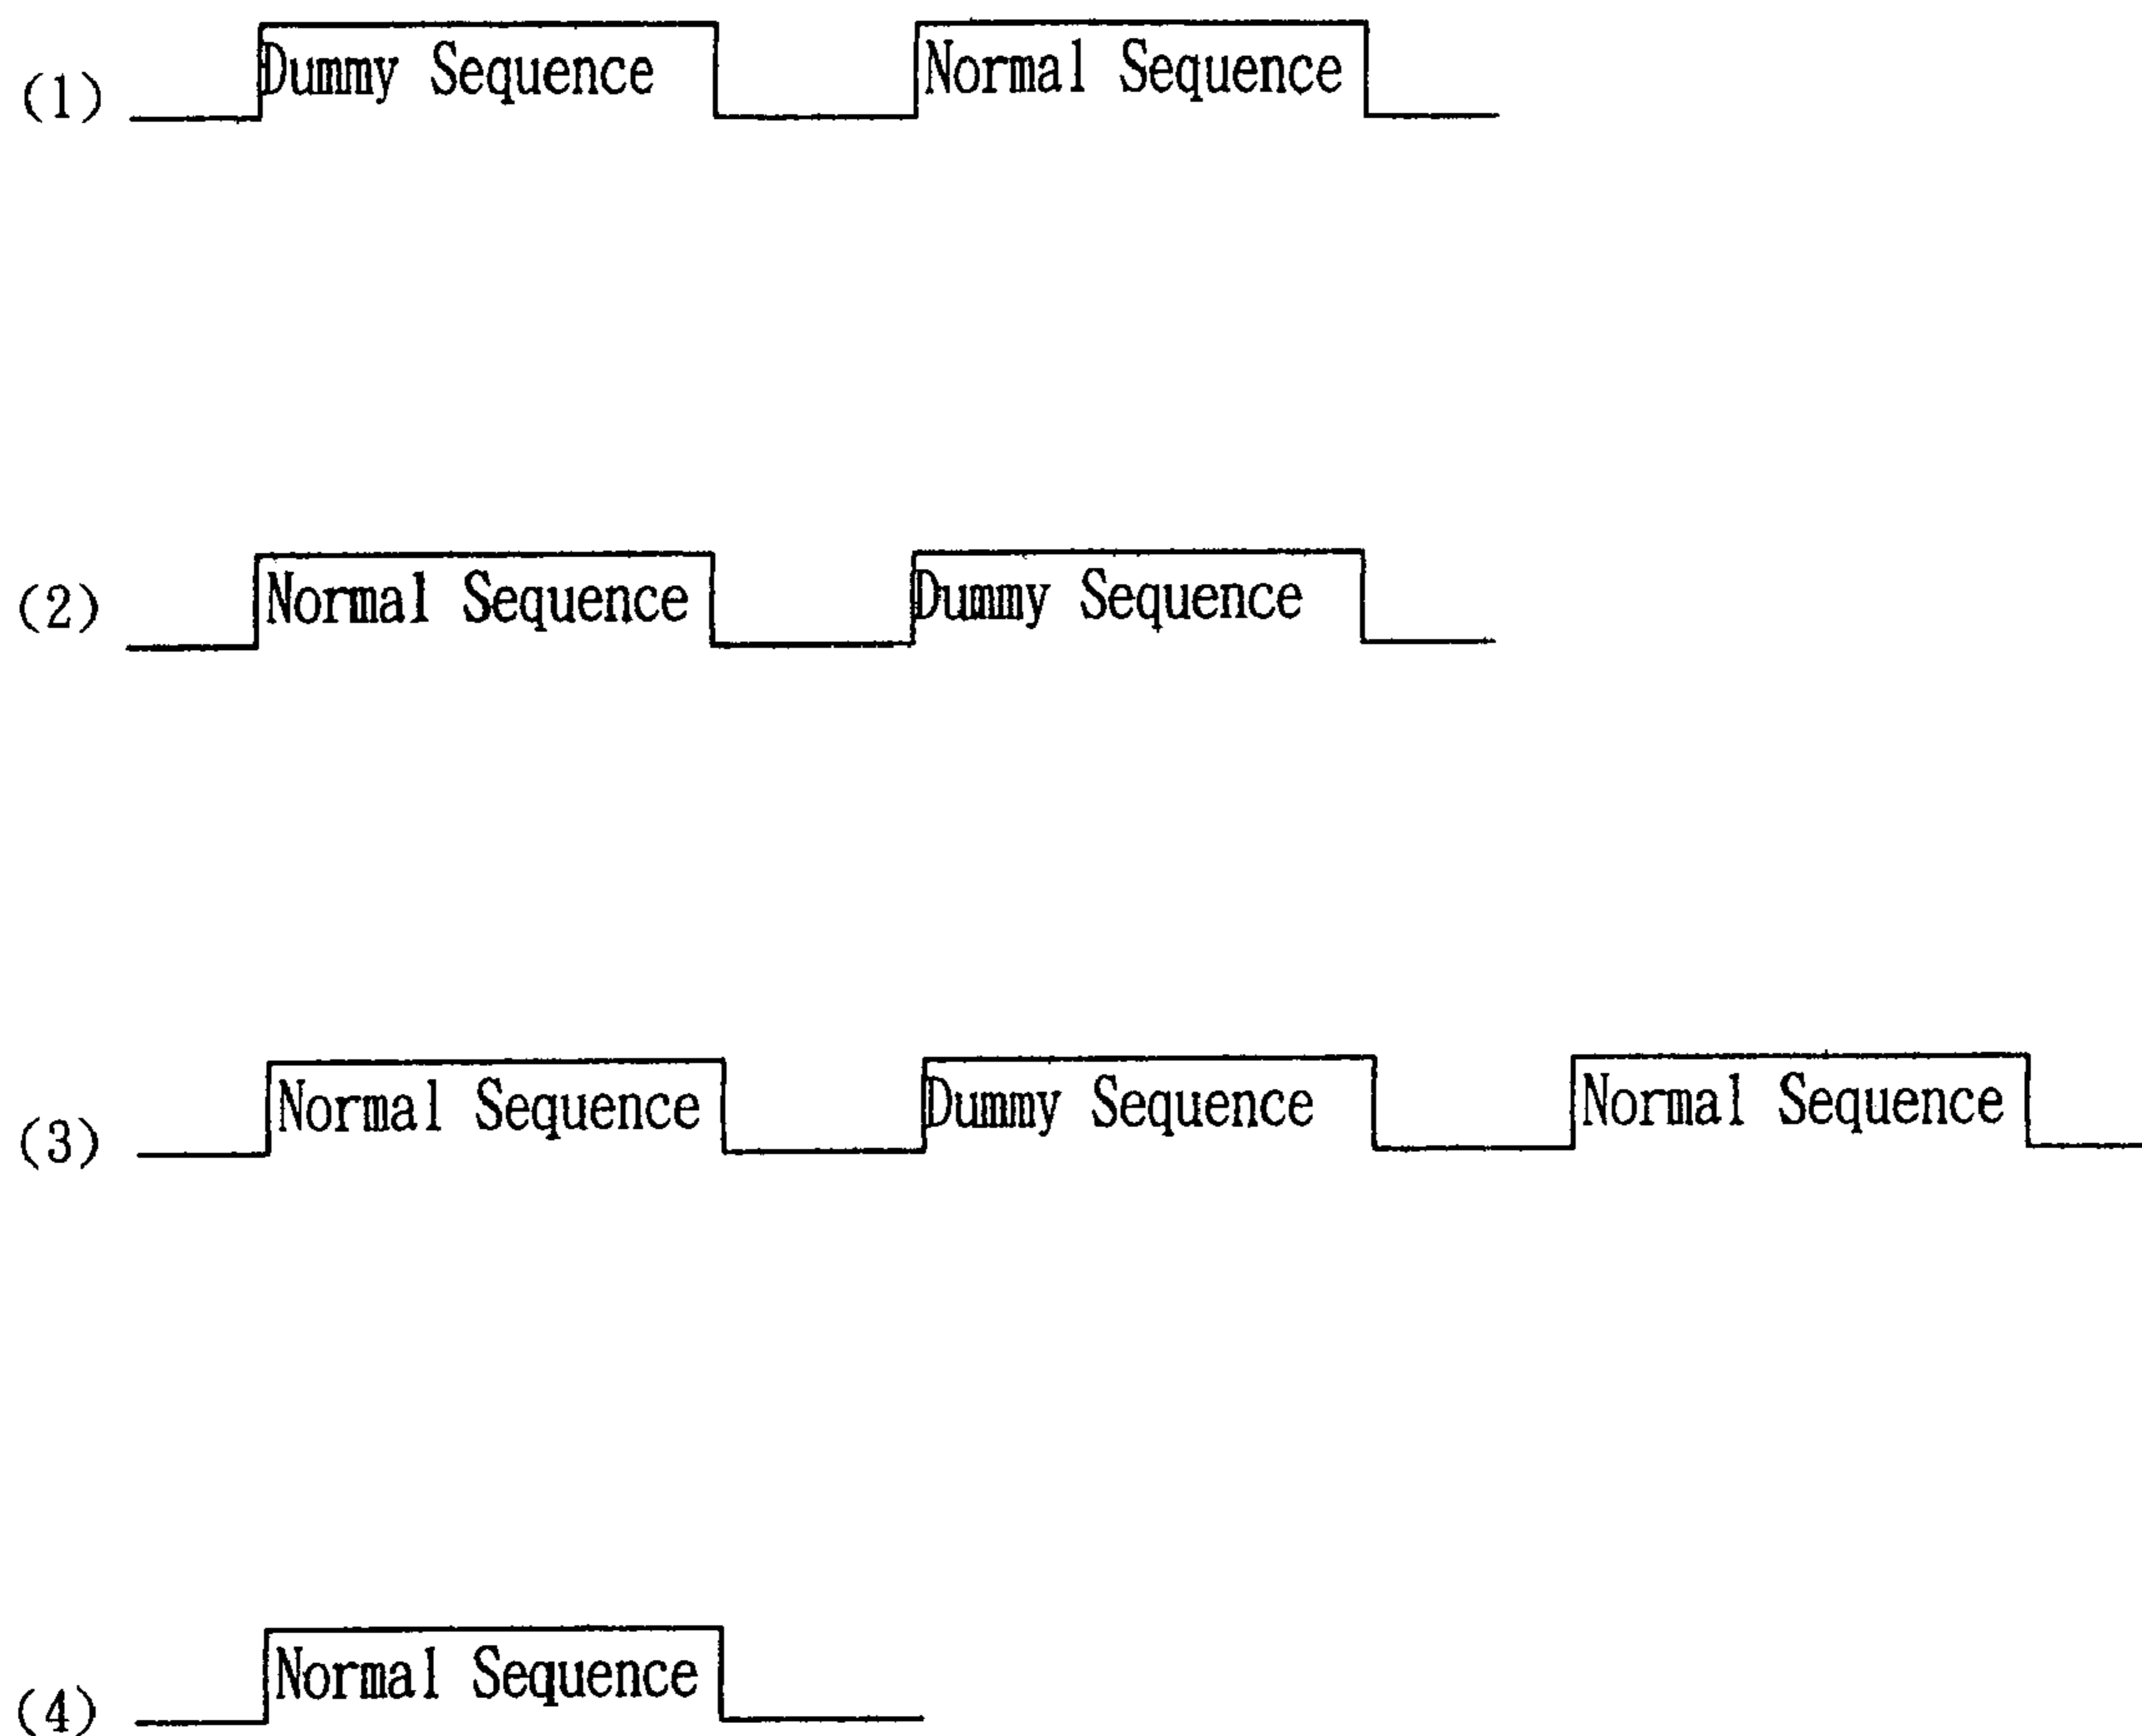 (1) Dummy Sequence Normal Sequence
(2) Normal Sequence Dummy Sequence
(3) Normal Sequence Dummy Sequence Normal Sequence
(4) Normal Sequence